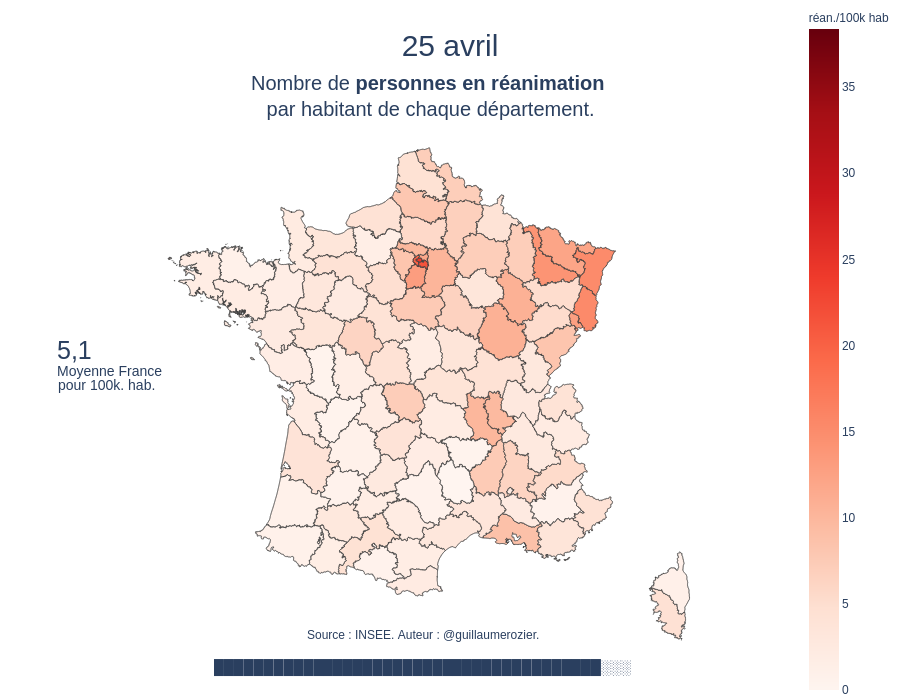 25 avril
Nombre de personnes en réanimation
par habitant de chaque département.
réan./100k hab
35
30
25
20
15
10
5
0
5,1
Moyenne France
pour 100k. hab.
Source : INSEE. Auteur : @guillaumerozier.